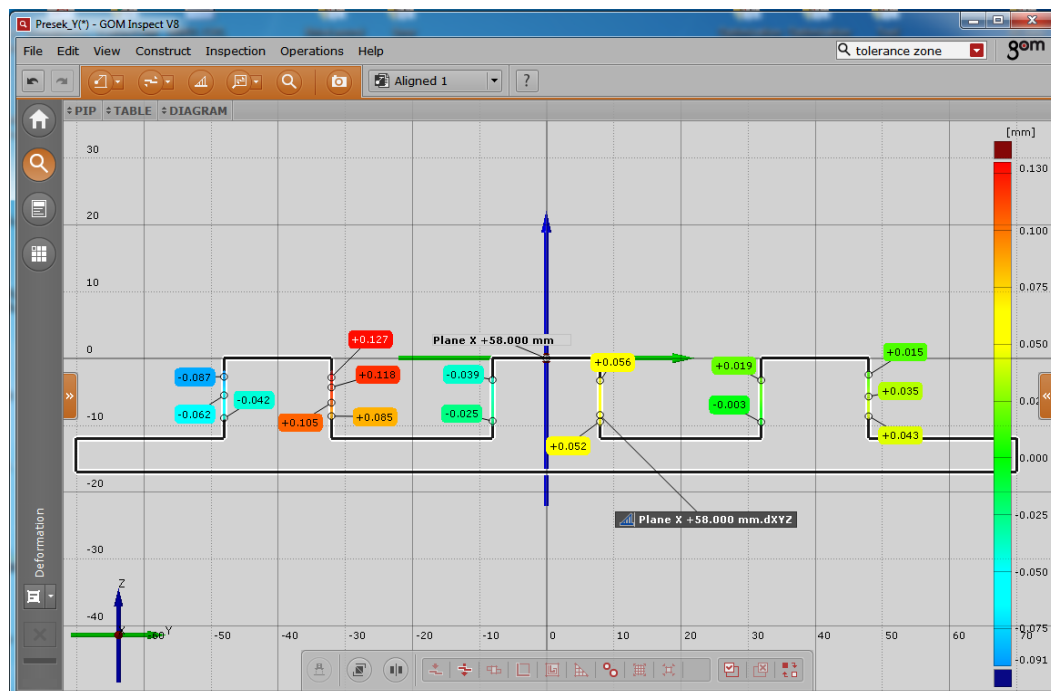 Presek_Y(*) - GOM Inspect V8
File Edit View Construct Inspection Operations Help
tolerance zone
gom
Aligned 1
?
PIP TABLE DIAGRAM
[mm]
30
0.130
20
0.100
10
0.075
0
Plane X +58.000 mm
0.050
+0.127
+0.015
+0.056
+0.019
-0.039
+0.118
-0.087
+0.035
-0.042
-0.003
-0.062
-0.025
+0.105
+0.085
-10
+0.043
+0.052
0.000
-20
Plane X +58.000 mm.dXYZ
-0.025
-30
Deformation
-0.050
Z
-40
Y
-50 -40 -30 -20 -10 0 10 20 30 40 50 60 70
-0.075
-0.091